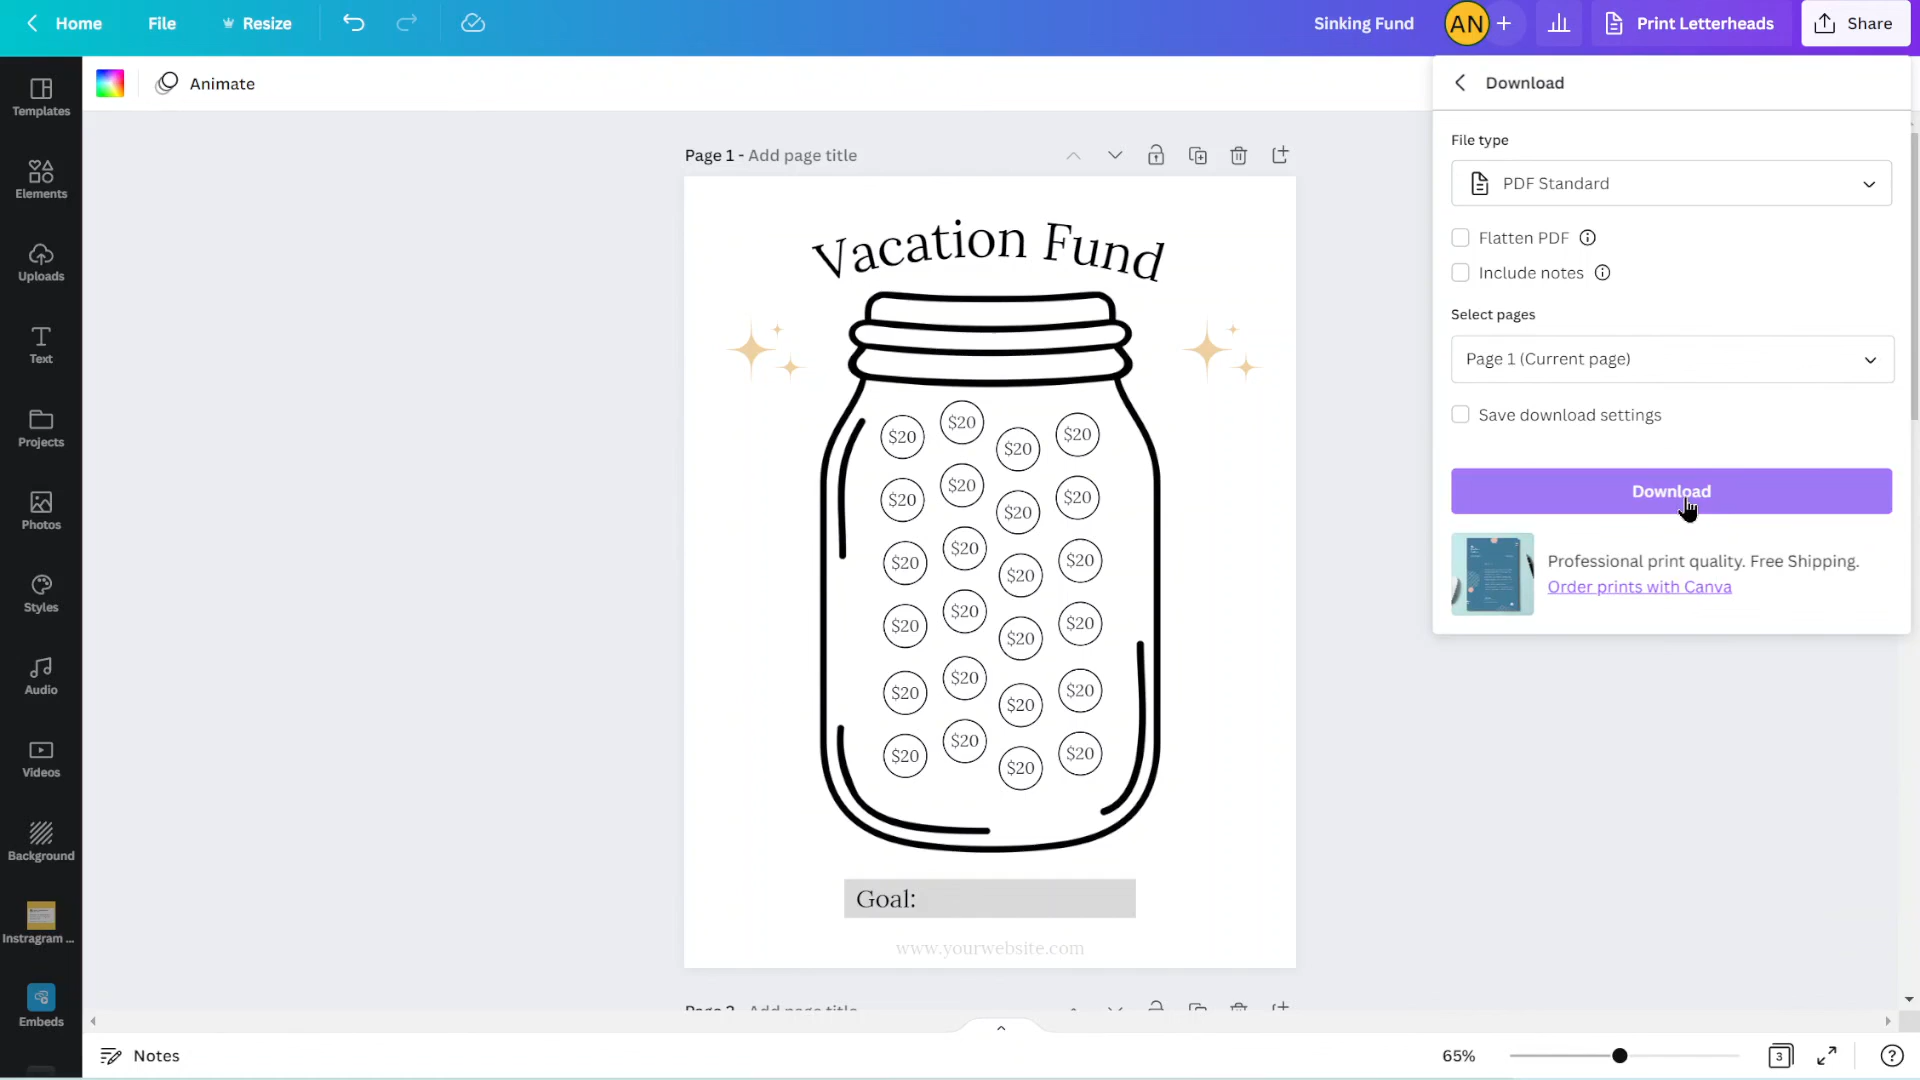 Home File Resize Sinking Fund AN Print Letterheads Share
Animate
Templates
Elements
Uploads
Text
Projects
Photos
Styles
Audio
Videos
Background
Instragram ...
Embeds
Page 1 - Add page title
Vacation Fund
$20 $20 $20 $20
$20 $20 $20 $20
$20 $20 $20 $20
$20 $20 $20 $20
$20 $20 $20 $20
$20 $20 $20 $20
Goal:
www.yourwebsite.com
Add page title
Download
File type
PDF Standard
Flatten PDF
Include notes
Select pages
Page 1 (Current page)
Save download settings
Download
Professional print quality. Free Shipping.
Order prints with Canva
Notes 65% 3 ?